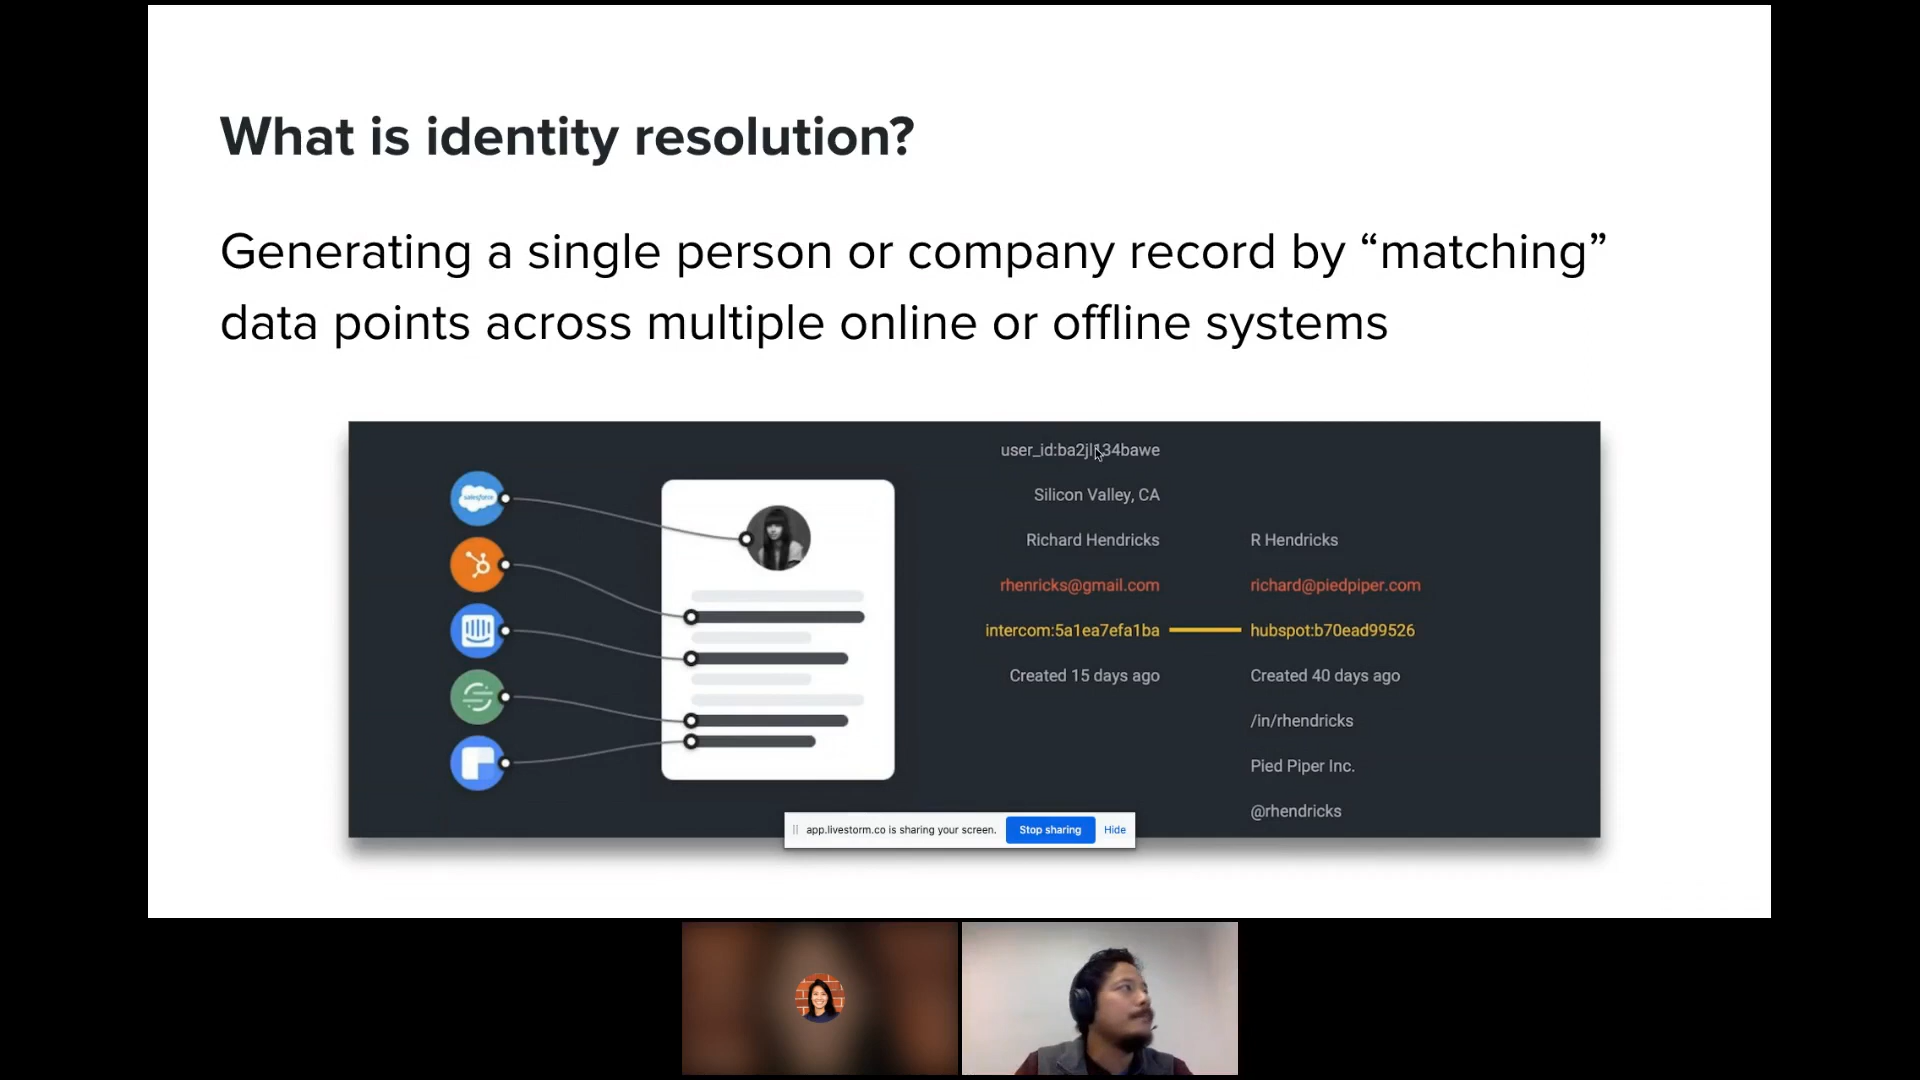 What is identity resolution?
Generating a single person or company record by “matching”
data points across multiple online or offline systems
salesforce
user_id:ba2jl134bawe
Silicon Valley, CA
Richard Hendricks
rhenricks@gmail.com
intercom:5a1ea7efa1ba
Created 15 days ago
R Hendricks
richard@piedpiper.com
hubspot:b70ead99526
Created 40 days ago
/in/rhendricks
Pied Piper Inc.
@rhendricks
app.livestorm.co is sharing your screen.
Stop sharing
Hide